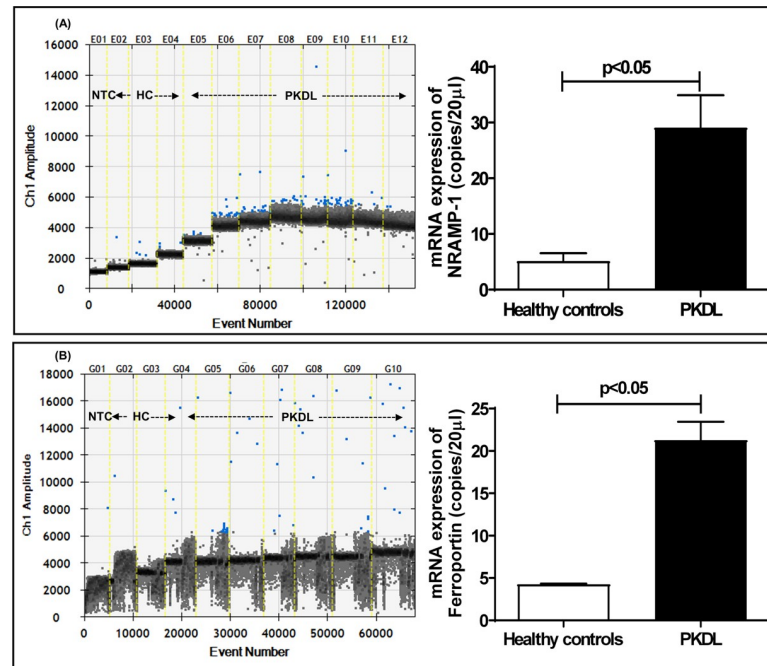 (A)
E01 E02 E03 E04 E05 E06 E07 E08 E09 E10 E11 E12
16000
14000
12000
10000
8000
6000
4000
2000
0
Ch1 Amplitude
NTC HC PKDL
0 40000 80000 120000
Event Number
p<0.05
40
30
20
10
0
mRNA expression of
NRAMP-1 (copies/20μl)
Healthy controls PKDL
(B)
G01 G02 G03 G04 G05 G06 G07 G08 G09 G10
18000
16000
14000
12000
10000
8000
6000
4000
2000
0
Ch1 Amplitude
NTC HC PKDL
0 10000 20000 30000 40000 50000 60000
Event Number
p<0.05
25
20
15
10
5
0
mRNA expression of
Ferroportin (copies/20μl)
Healthy controls PKDL